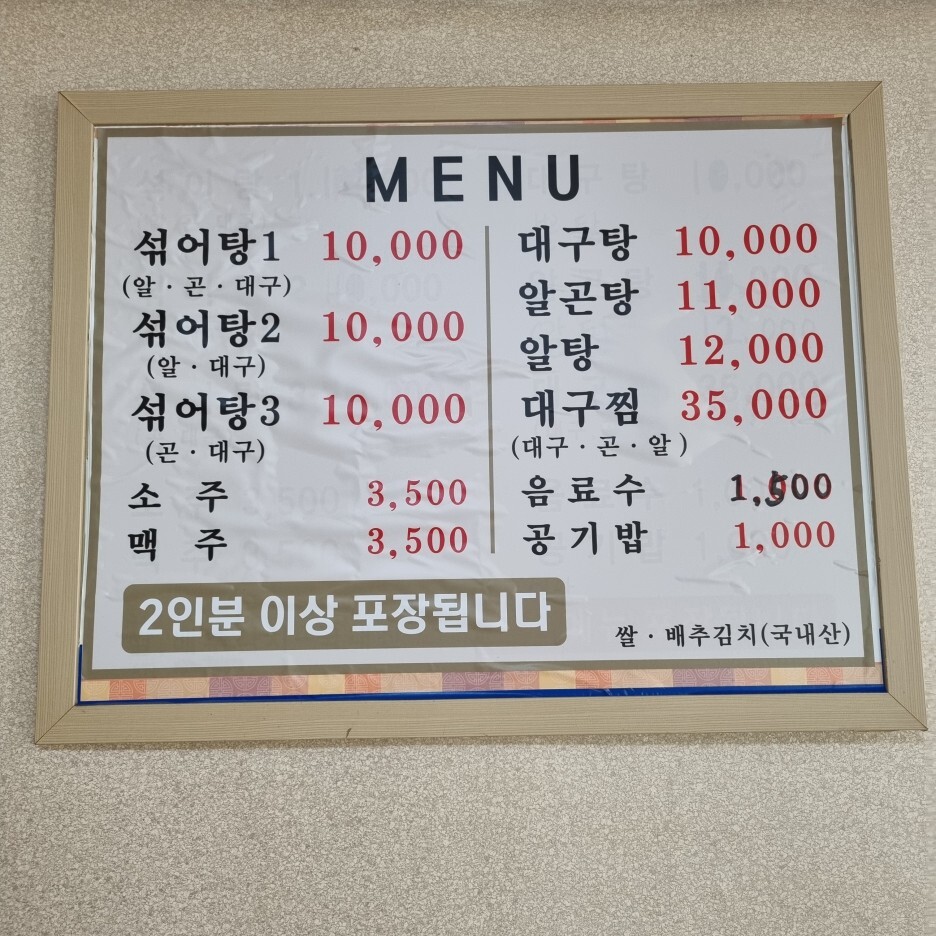 MENU
섞어탕1 10,000
(알 · 곤 · 대구)
섞어탕2 10,000
(알 · 대구)
섞어탕3 10,000
(곤 · 대구)
소 주 3,500
맥 주 3,500
대구탕 10,000
알곤탕 11,000
알탕 12,000
대구찜 35,000
(대구 · 곤 · 알 )
음 료 수 1,500
공 기 밥 1,000
2인분 이상 포장됩니다
쌀 · 배추김치(국내산)